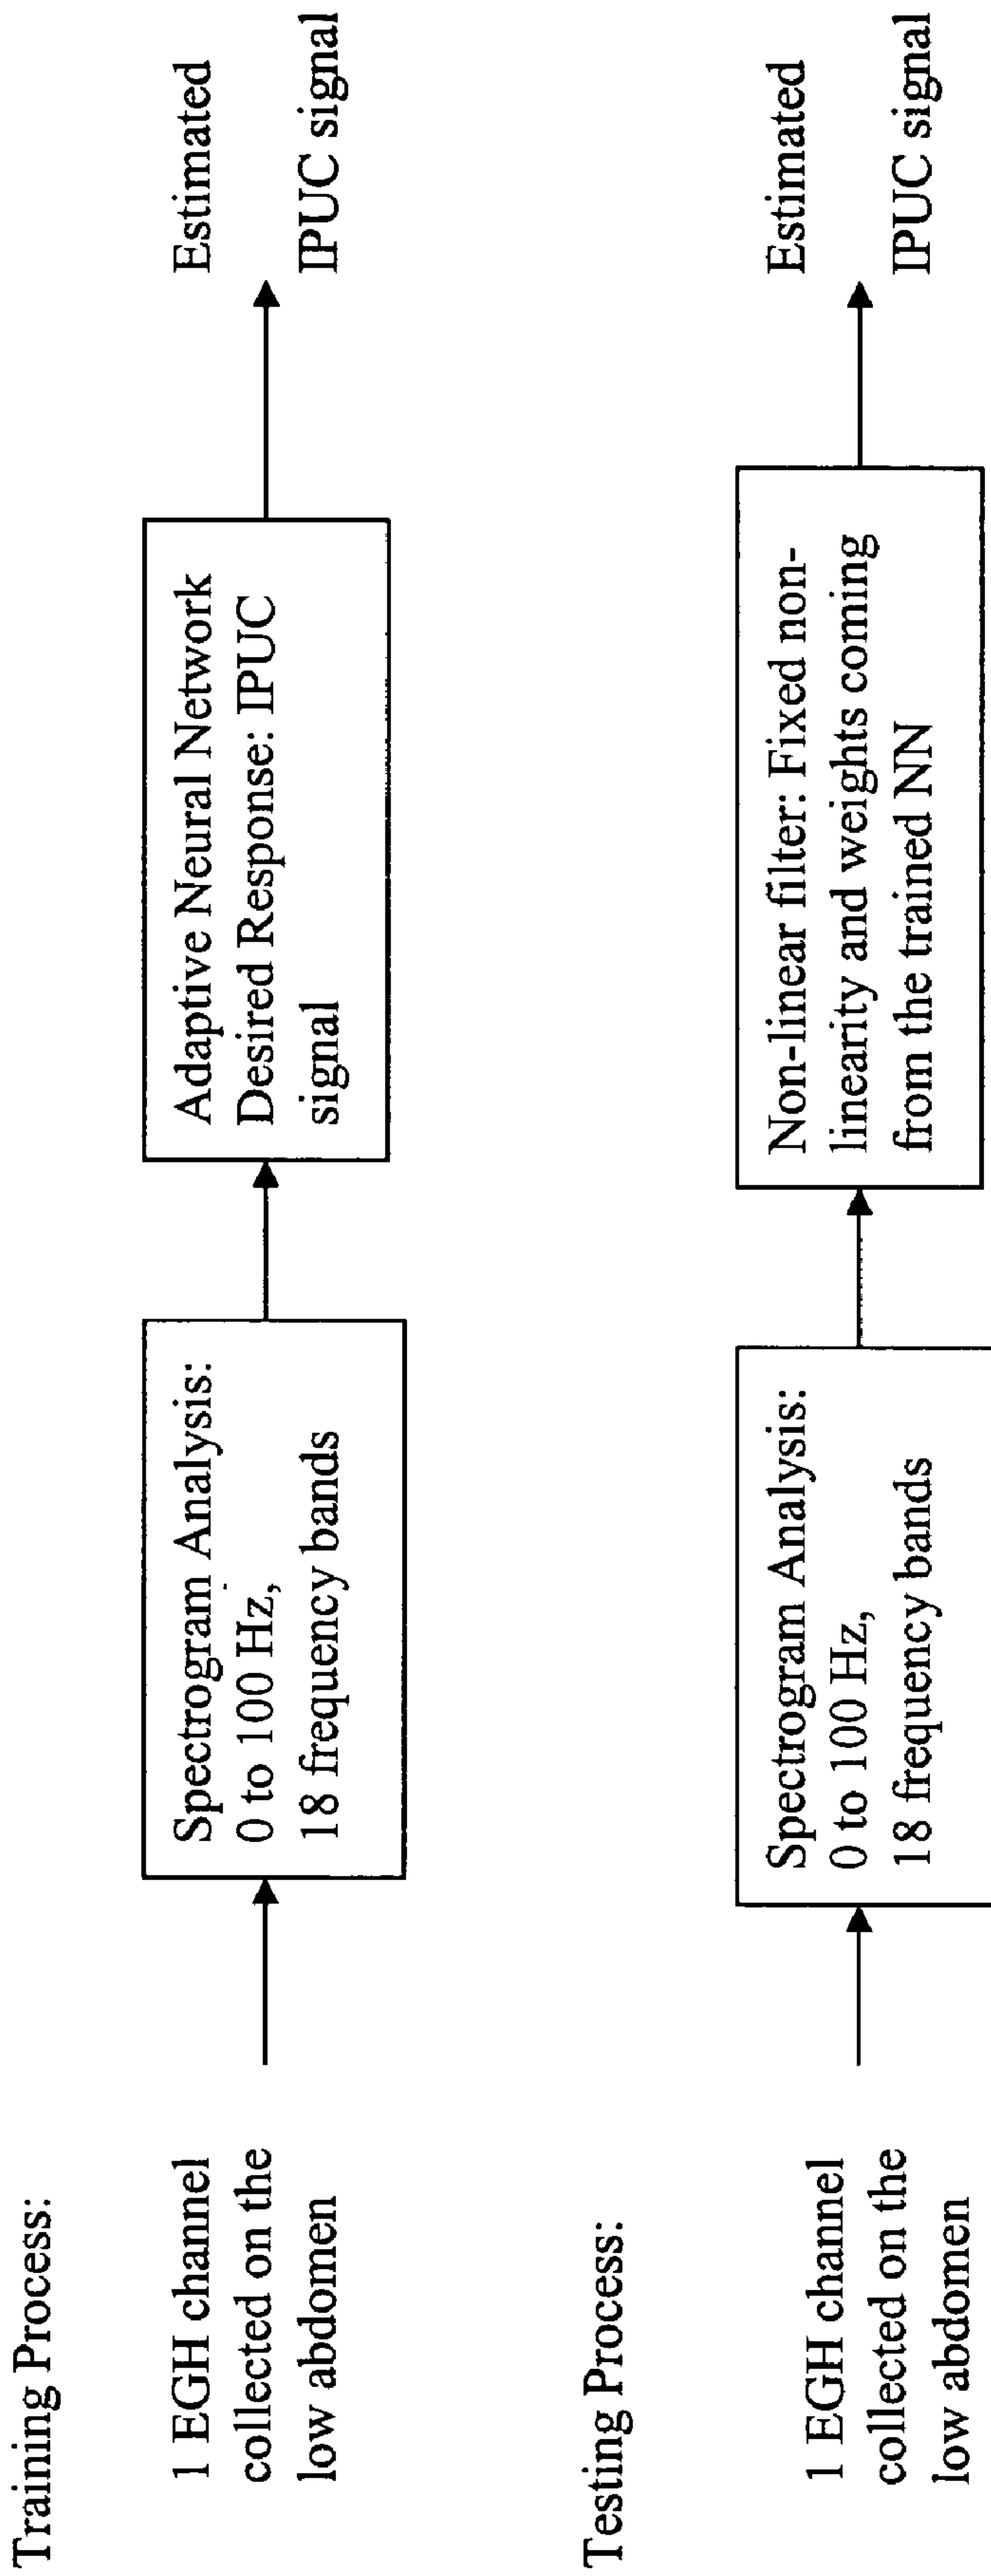 Training Process:
1 EGH channel
collected on the
low abdomen
Spectrogram Analysis:
0 to 100 Hz,
18 frequency bands
Adaptive Neural Network
Desired Response: IPUC
signal
Estimated
IPUC signal
Testing Process:
1 EGH channel
collected on the
low abdomen
Spectrogram Analysis:
0 to 100 Hz,
18 frequency bands
Non-linear filter: Fixed non-
linearity and weights coming
from the trained NN
Estimated
IPUC signal